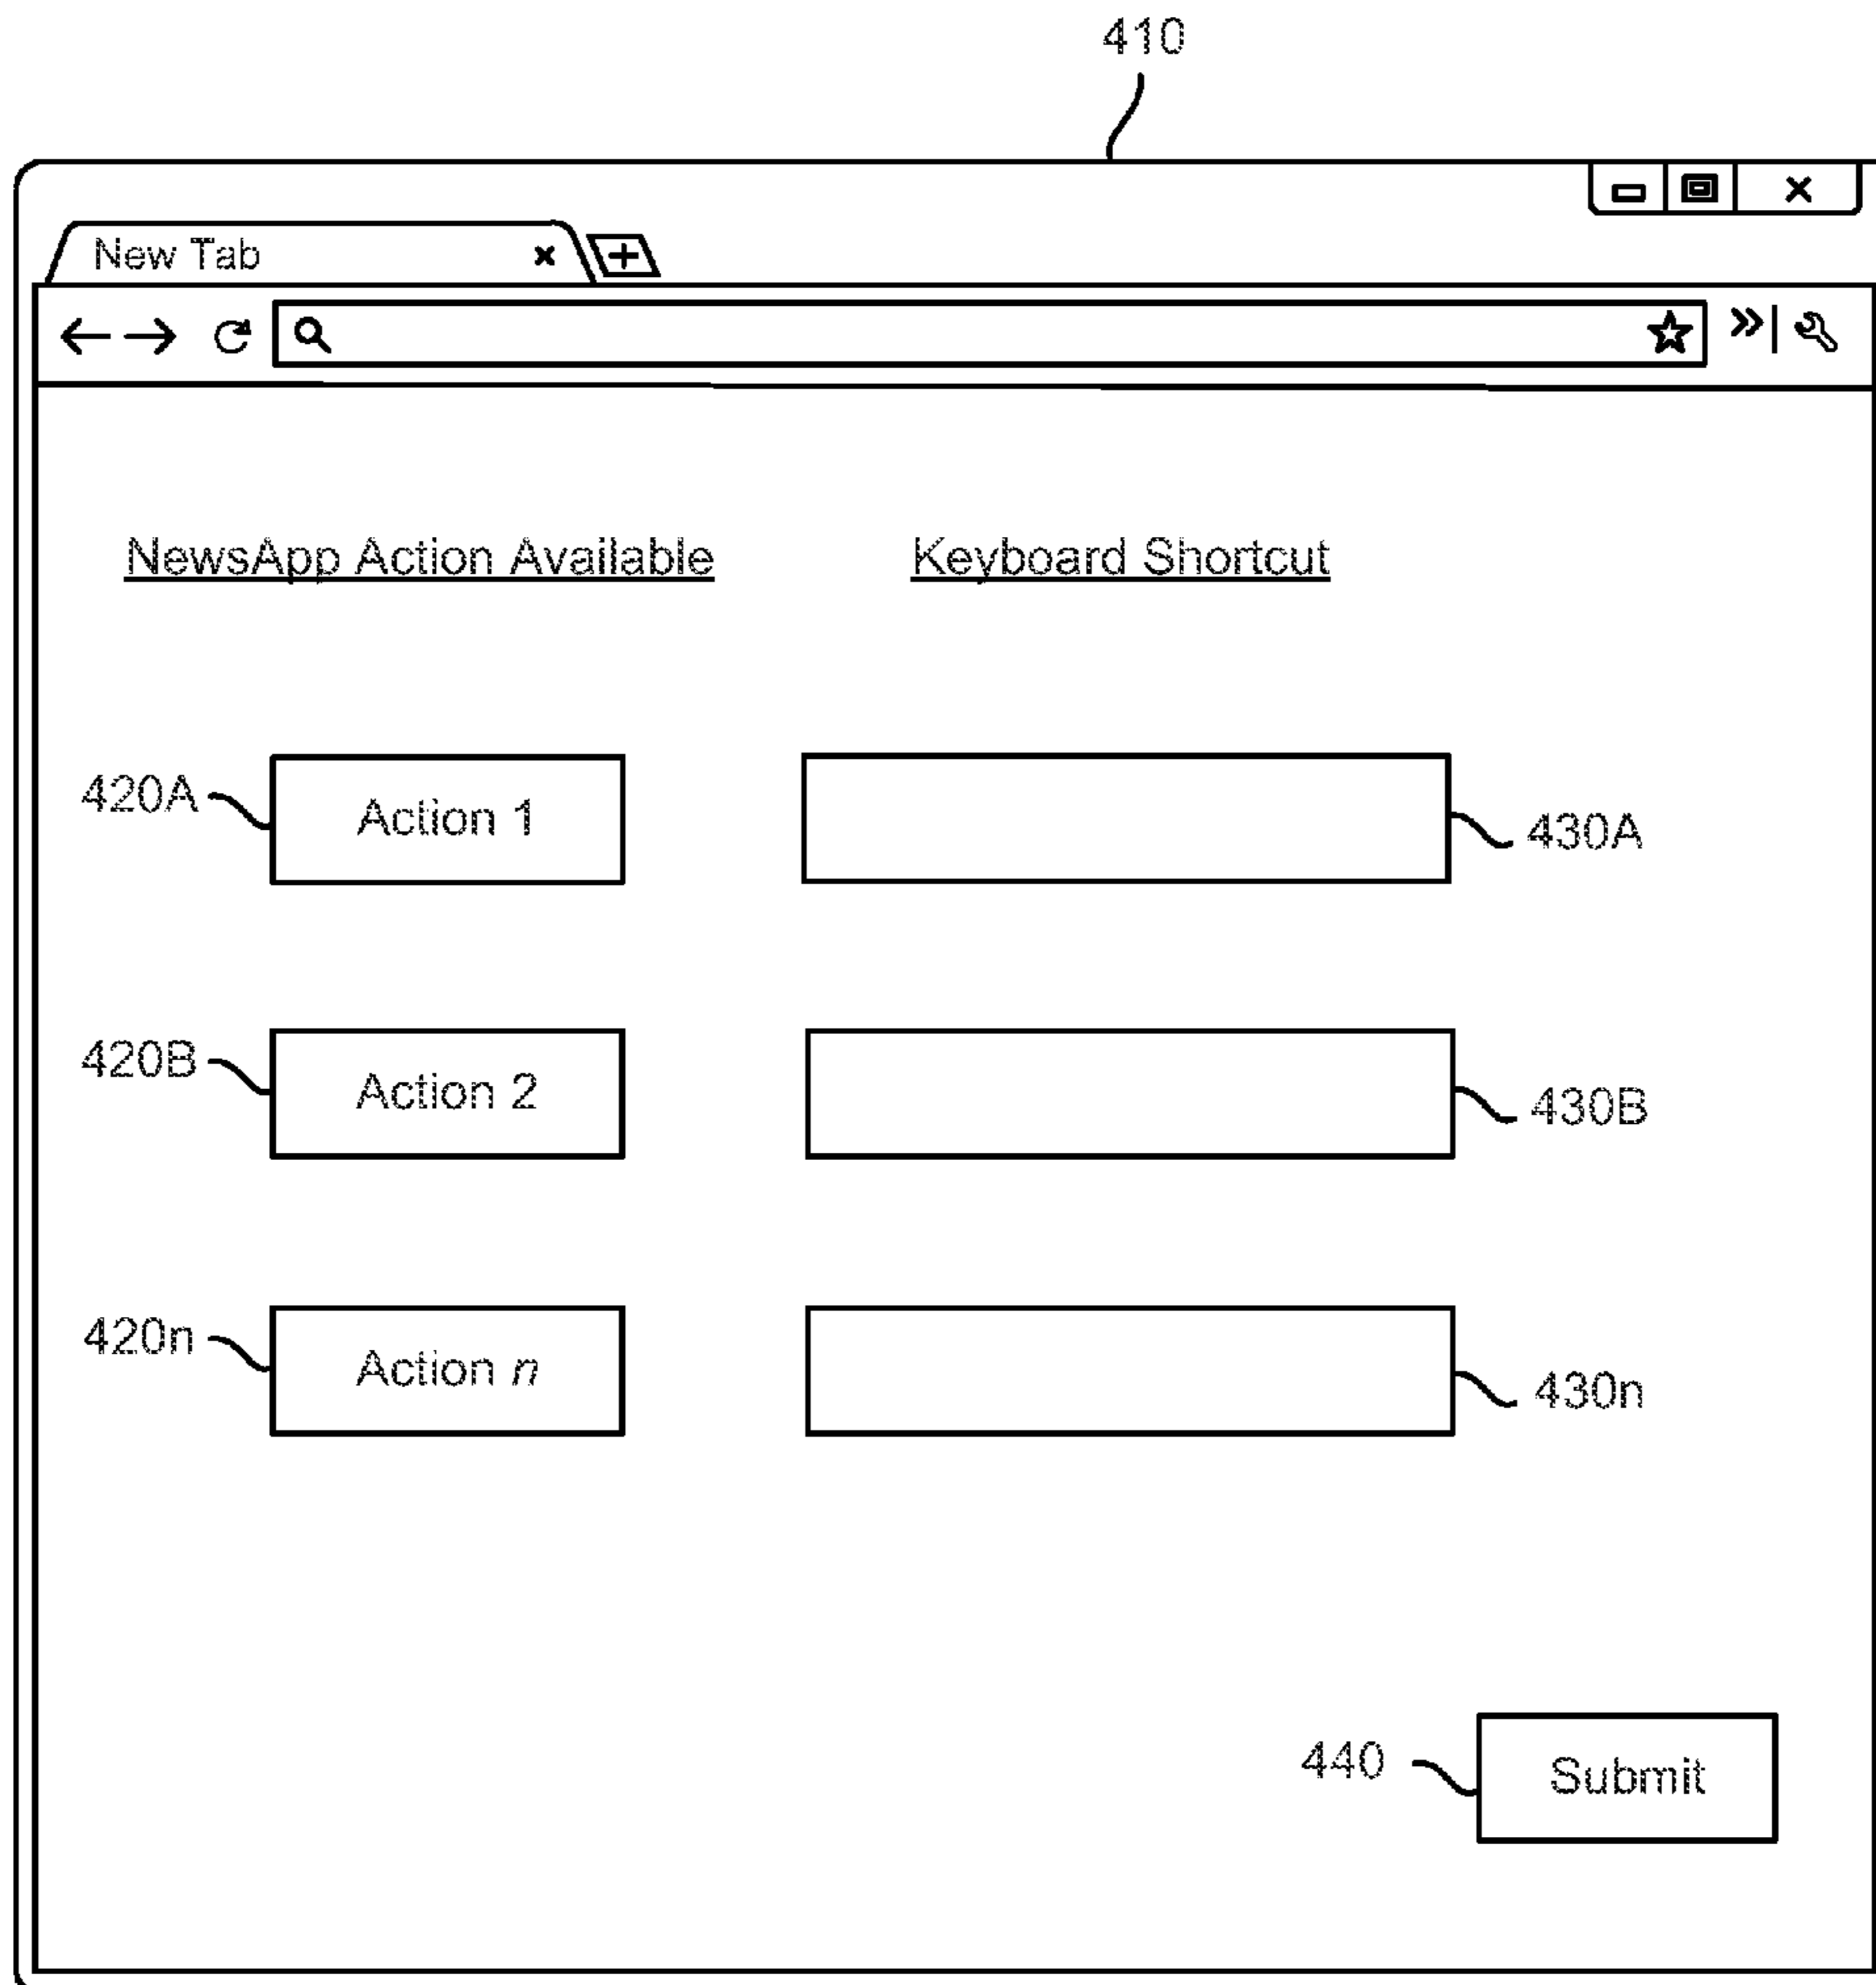 410
New Tab
NewsApp Action Available Keyboard Shortcut
420A Action 1 430A
420B Action 2 430B
420n Action n 430n
440 Submit